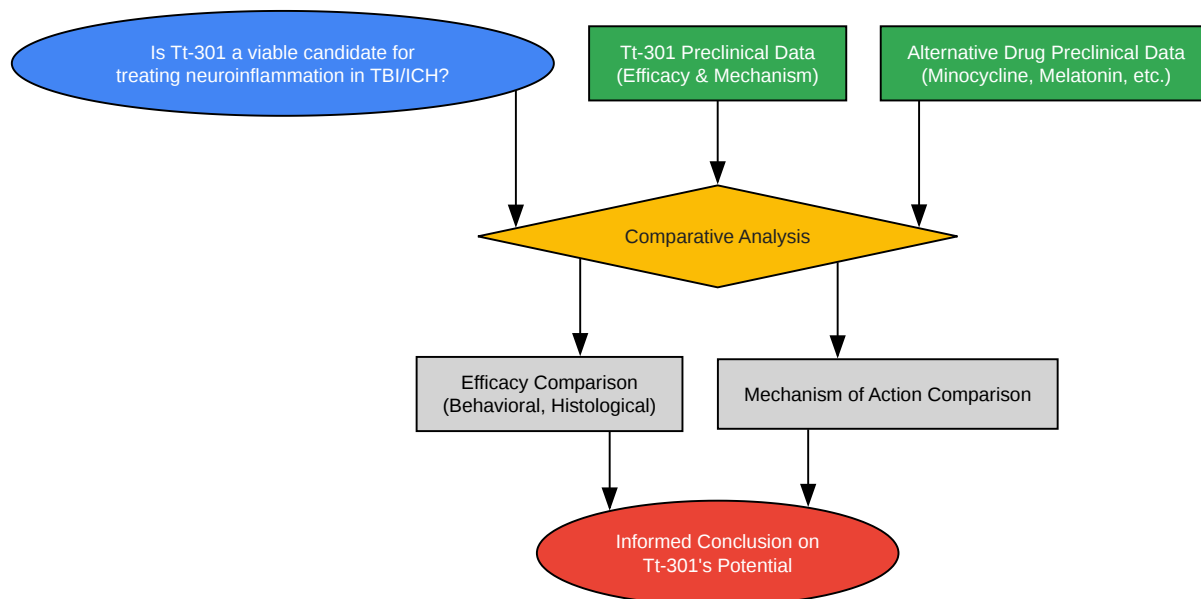 Is Tt-301 a viable candidate for
treating neuroinflammation in TBI/ICH?
Tt-301 Preclinical Data
(Efficacy & Mechanism)
Alternative Drug Preclinical Data
(Minocycline, Melatonin, etc.)
Comparative Analysis
Efficacy Comparison
(Behavioral, Histological)
Mechanism of Action Comparison
Informed Conclusion on
Tt-301's Potential